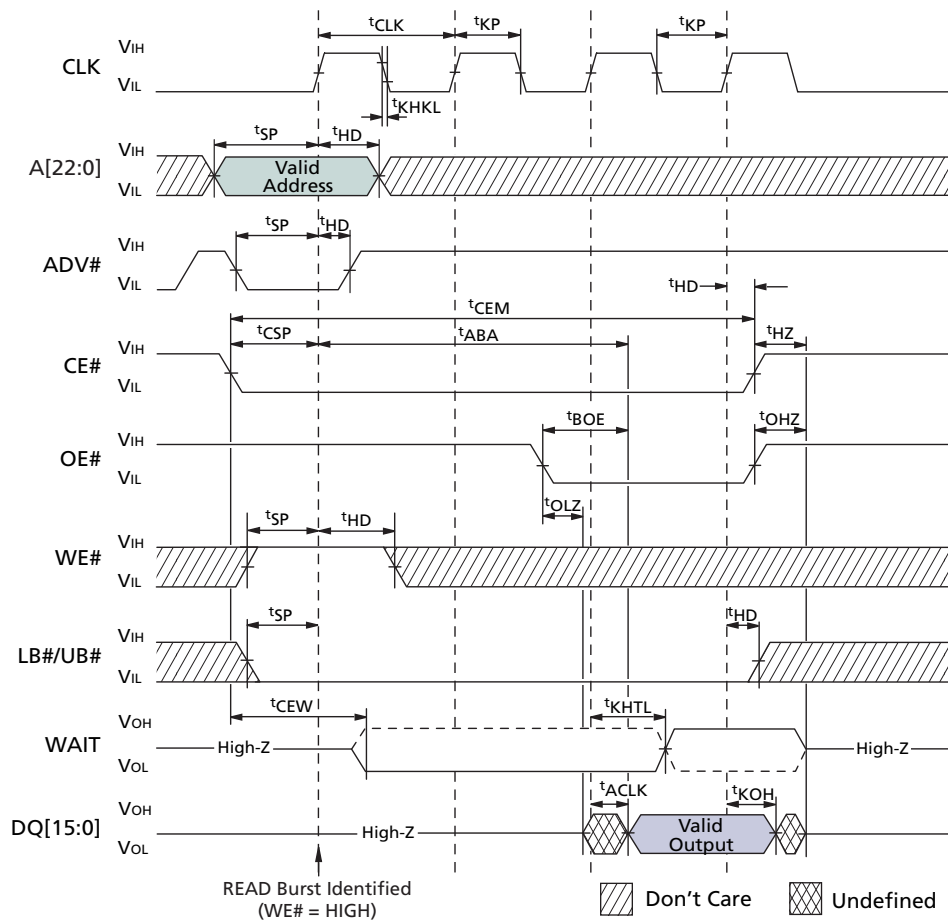 tCLK tKP tKP
VIH
CLK
VIL
tKHKL
tSP tHD
VIH
A[22:0]
Valid
Address
VIL
tSP tHD
VIH
ADV#
VIL
tHD
tCEM
tCSP tABA tHZ
VIH
CE#
VIL
tBOE tOHZ
VIH
OE#
VIL
tOLZ
tSP tHD
VIH
WE#
VIL
tSP tHD
VIH
LB#/UB#
VIL
tCEW tKHTL
VOH
WAIT High-Z High-Z
VOL
tACLK tKOH
VOH
DQ[15:0] High-Z
Valid
Output
VOL
READ Burst Identified
(WE# = HIGH)
Don't Care Undefined